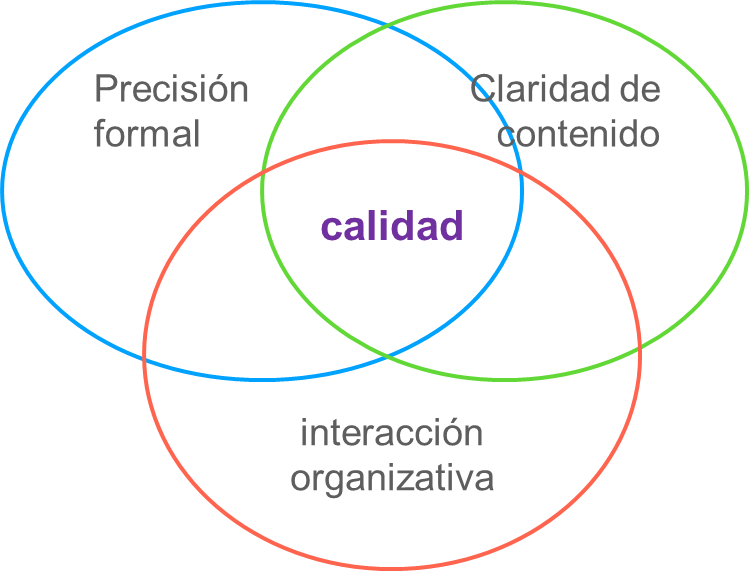 Precisión
formal
Claridad de
contenido
calidad
interacción
organizativa